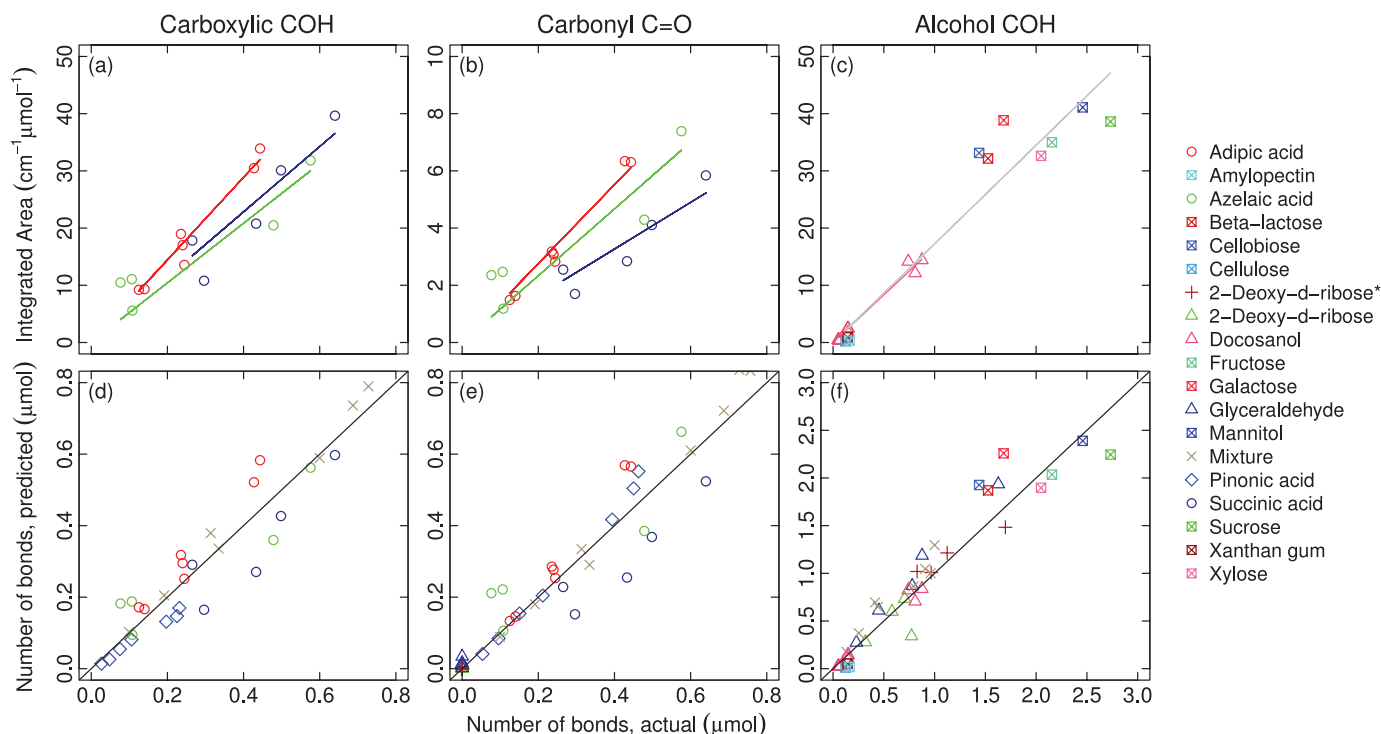 Carboxylic COH
Carbonyl C=O
Alcohol COH
(a)
(b)
(c)
(d)
(e)
(f)
Integrated Area (cm⁻¹μmol⁻¹)
0 10 20 30 40 50
0 2 4 6 8 10
0 10 20 30 40 50
Number of bonds, predicted (μmol)
0.0 0.2 0.4 0.6 0.8
0.0 0.2 0.4 0.6 0.8
0.0 0.5 1.0 1.5 2.0 2.5 3.0
0.0 0.2 0.4 0.6 0.8
0.0 0.2 0.4 0.6 0.8
0.0 0.5 1.0 1.5 2.0 2.5 3.0
Number of bonds, actual (μmol)
Adipic acid
Amylopectin
Azelaic acid
Beta−lactose
Cellobiose
Cellulose
2−Deoxy−d−ribose*
2−Deoxy−d−ribose
Docosanol
Fructose
Galactose
Glyceraldehyde
Mannitol
Mixture
Pinonic acid
Succinic acid
Sucrose
Xanthan gum
Xylose